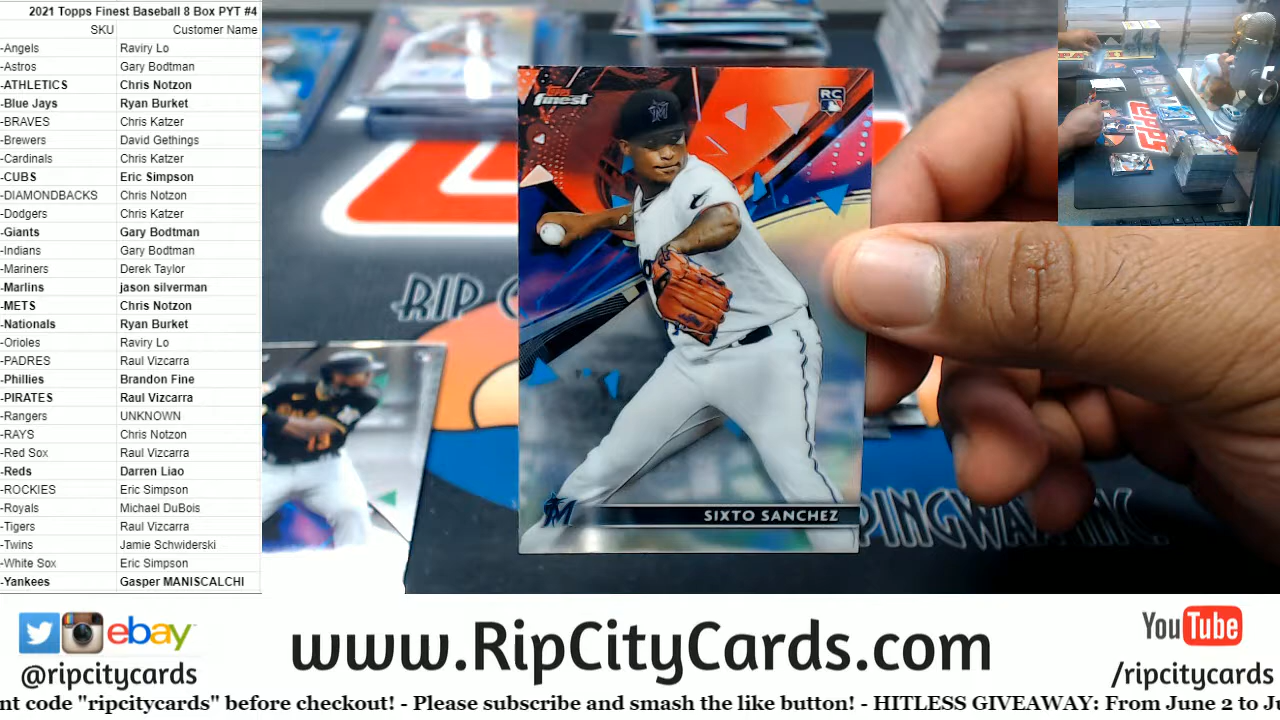 2021 Topps Finest Baseball 8 Box PYT #4
SKU Customer Name
-Angels Raviry Lo
-Astros Gary Bodtman
-ATHLETICS Chris Notzon
-Blue Jays Ryan Burket
-BRAVES Chris Katzer
-Brewers David Gethings
-Cardinals Chris Katzer
-CUBS Eric Simpson
-DIAMONDBACKS Chris Notzon
-Dodgers Chris Katzer
-Giants Gary Bodtman
-Indians Gary Bodtman
-Mariners Derek Taylor
-Marlins jason silverman
-METS Chris Notzon
-Nationals Ryan Burket
-Orioles Raviry Lo
-PADRES Raul Vizcarra
-Phillies Brandon Fine
-PIRATES Raul Vizcarra
-Rangers UNKNOWN
-RAYS Chris Notzon
-Red Sox Raul Vizcarra
-Reds Darren Liao
-ROCKIES Eric Simpson
-Royals Michael DuBois
-Tigers Raul Vizcarra
-Twins Jamie Schwiderski
-White Sox Eric Simpson
-Yankees Gasper MANISCALCHI
TOPPS
finest
RC
M
RIP
M
SIXTO SANCHEZ
PINGWAX INC
ebay
@ripcitycards
www.RipCityCards.com
YouTube
/ripcitycards
nt code "ripcitycards" before checkout! - Please subscribe and smash the like button! - HITLESS GIVEAWAY: From June 2 to Ju